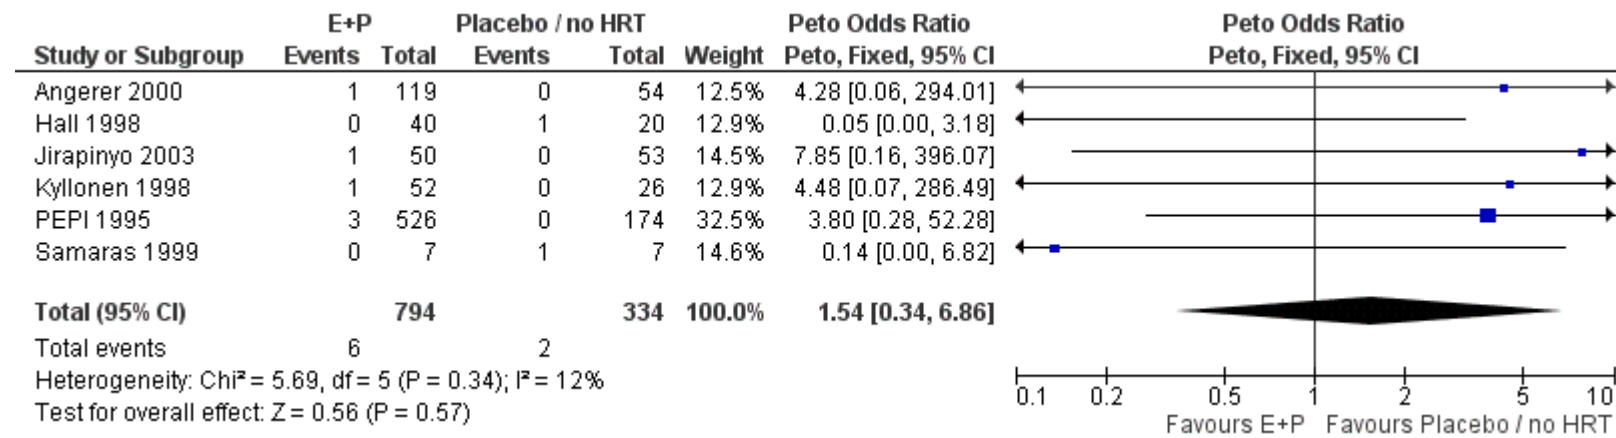 E+P Placebo / no HRT Peto Odds Ratio Peto Odds Ratio
Study or Subgroup Events Total Events Total Weight Peto, Fixed, 95% CI Peto, Fixed, 95% CI
Angerer 2000 1 119 0 54 12.5% 4.28 [0.06, 294.01]
Hall 1998 0 40 1 20 12.9% 0.05 [0.00, 3.18]
Jirapinyo 2003 1 50 0 53 14.5% 7.85 [0.16, 396.07]
Kyllonen 1998 1 52 0 26 12.9% 4.48 [0.07, 286.49]
PEPI 1995 3 526 0 174 32.5% 3.80 [0.28, 52.28]
Samaras 1999 0 7 1 7 14.6% 0.14 [0.00, 6.82]
Total (95% CI) 794 334 100.0% 1.54 [0.34, 6.86]
Total events 6 2
Heterogeneity: Chi² = 5.69, df = 5 (P = 0.34); I² = 12%
Test for overall effect: Z = 0.56 (P = 0.57)
0.1 0.2 0.5 1 2 5 10
Favours E+P Favours Placebo / no HRT